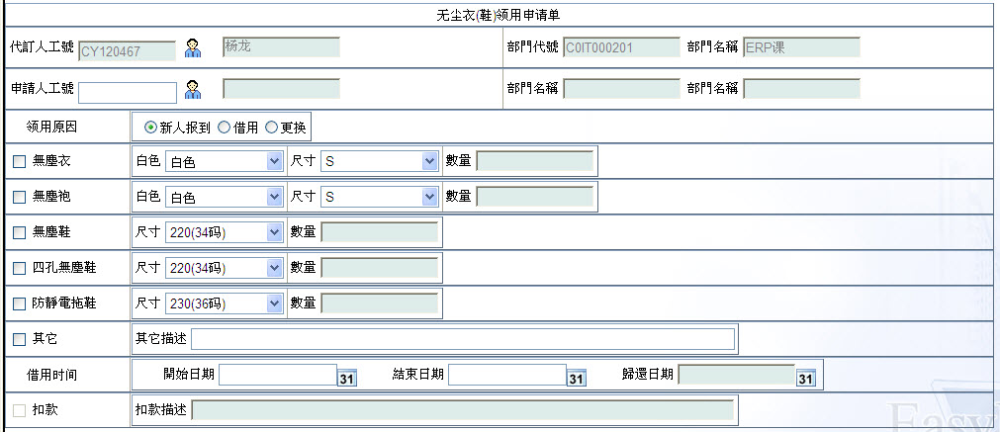 无尘衣(鞋)领用申请单
代訂人工號 CY120467 杨龙 部門代號 C0IT000201 部門名稱 ERP课
申請人工號 部門名稱 部門名稱
领用原因 新人报到 借用 更换
無塵衣 白色 白色 尺寸 S 數量
無塵袍 白色 白色 尺寸 S 數量
無塵鞋 尺寸 220(34码) 數量
四孔無塵鞋 尺寸 220(34码) 數量
防靜電拖鞋 尺寸 230(36码) 數量
其它 其它描述
借用时间 開始日期 31 結束日期 31 歸還日期 31
扣款 扣款描述
Easy